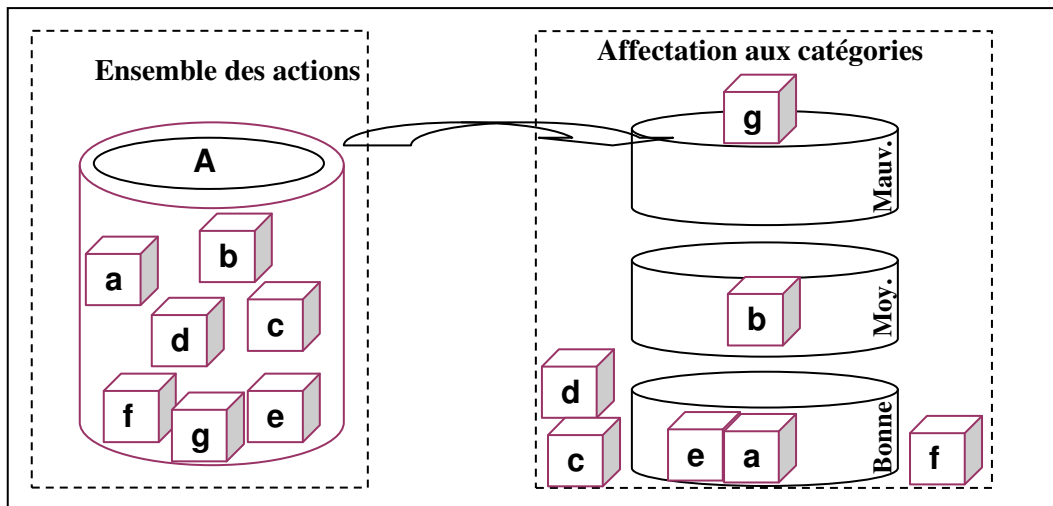 Ensemble des actions
A
a
b
d
c
f
g
e
Affectation aux catégories
g
Mauv.
b
Moy.
d
c
e a
Bonne
f